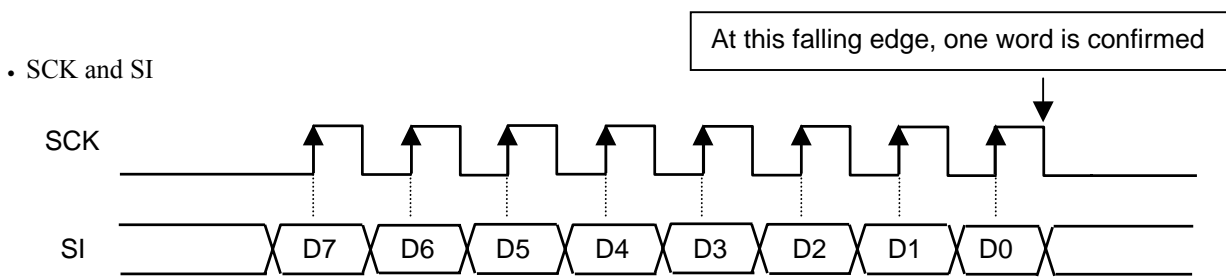 At this falling edge, one word is confirmed
• SCK and SI
SCK
SI D7 D6 D5 D4 D3 D2 D1 D0